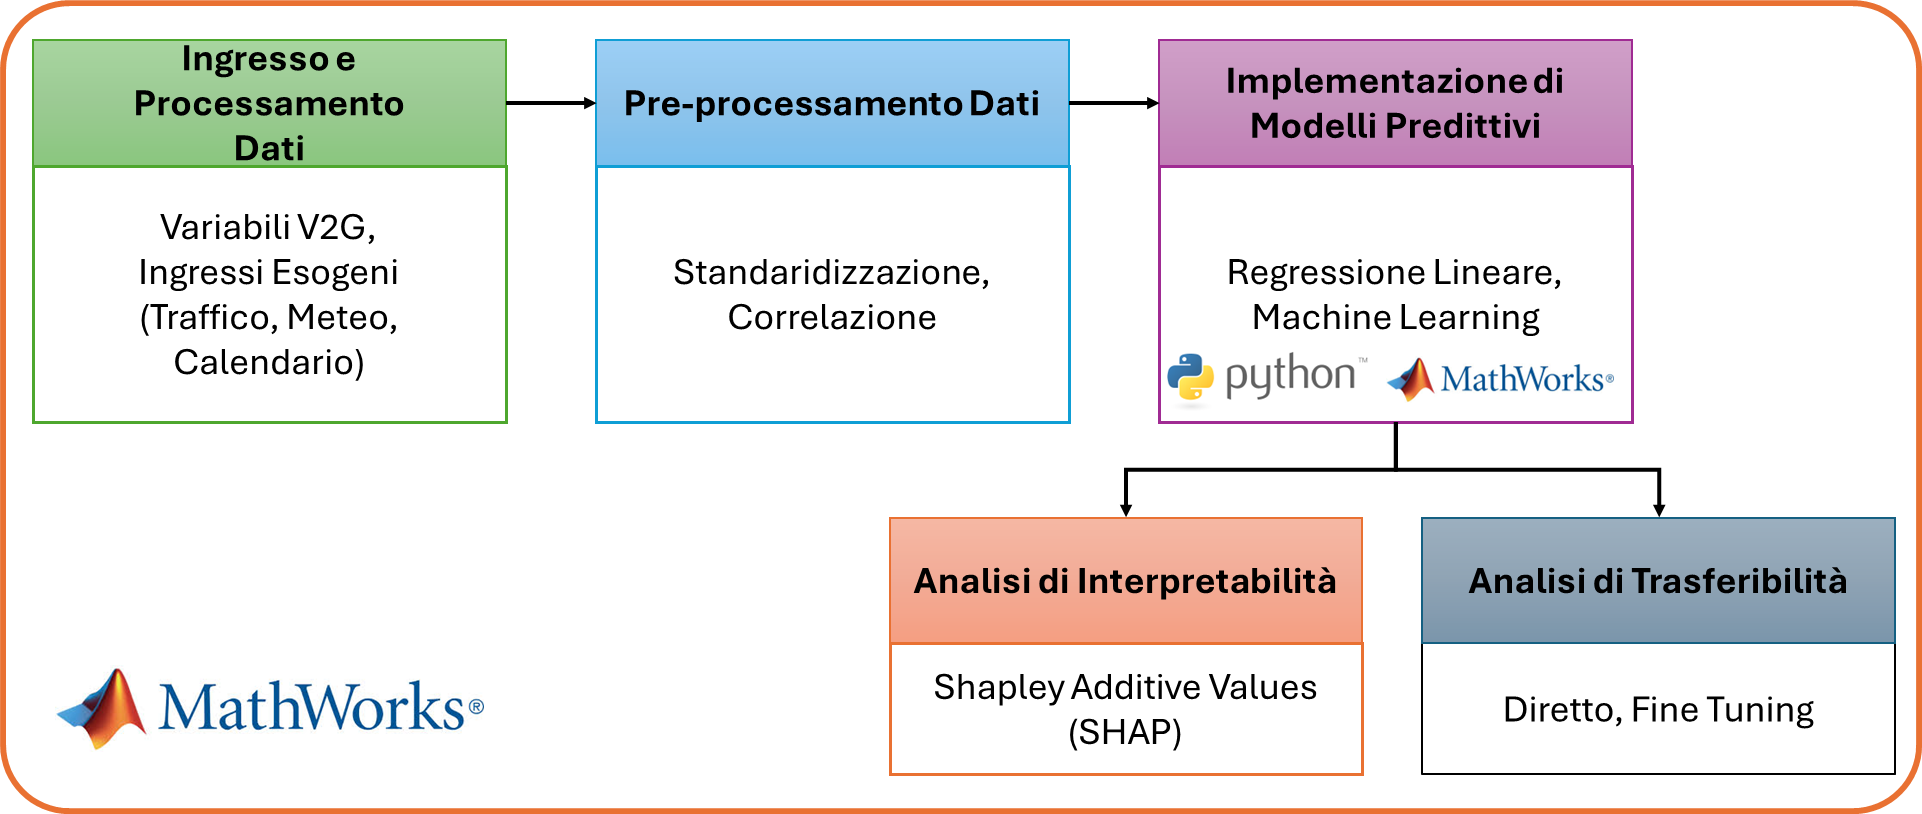 Ingresso e
Processamento
Dati
Variabili V2G,
Ingressi Esogeni
(Traffico, Meteo,
Calendario)
Pre-processamento Dati
Standaridizzazione,
Correlazione
Implementazione di
Modelli Predittivi
Regressione Lineare,
Machine Learning
python™
MathWorks®
Analisi di Interpretabilità
Shapley Additive Values
(SHAP)
Analisi di Trasferibilità
Diretto, Fine Tuning
MathWorks®